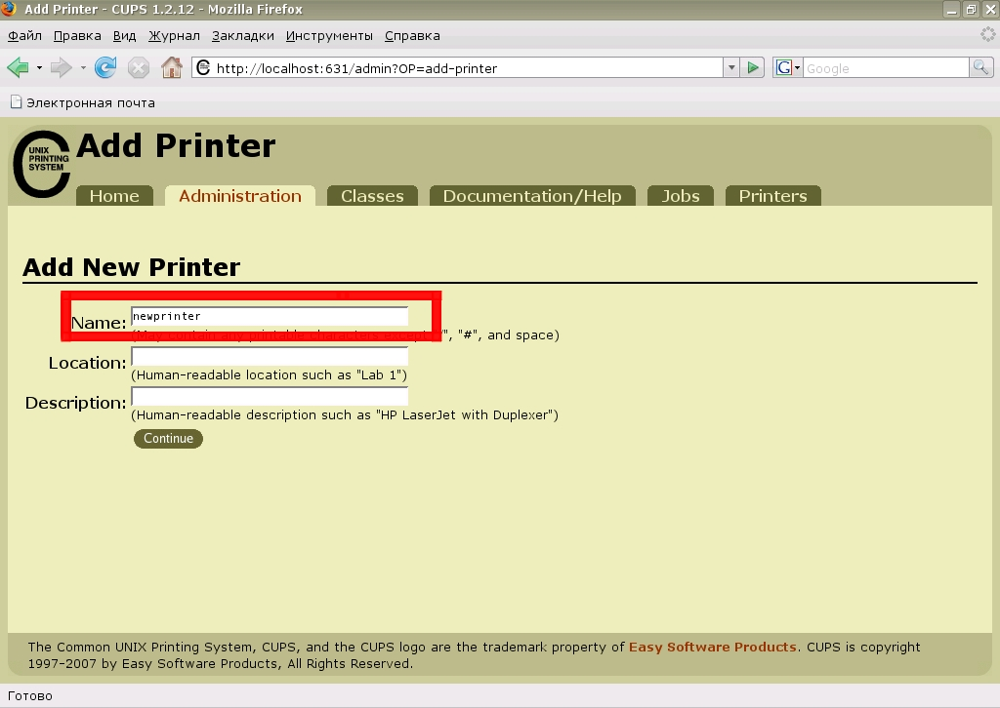 Add Printer - CUPS 1.2.12 - Mozilla Firefox
Файл Правка Вид Журнал Закладки Инструменты Справка
http://localhost:631/admin?OP=add-printer G Google
Электронная почта
UNIX PRINTING SYSTEM
Add Printer
Home Administration Classes Documentation/Help Jobs Printers
Add New Printer
Name: newprinter
(May contain any printable characters except "/", "#", and space)
Location:
(Human-readable location such as "Lab 1")
Description:
(Human-readable description such as "HP LaserJet with Duplexer")
Continue
The Common UNIX Printing System, CUPS, and the CUPS logo are the trademark property of Easy Software Products. CUPS is copyright
1997-2007 by Easy Software Products, All Rights Reserved.
Готово